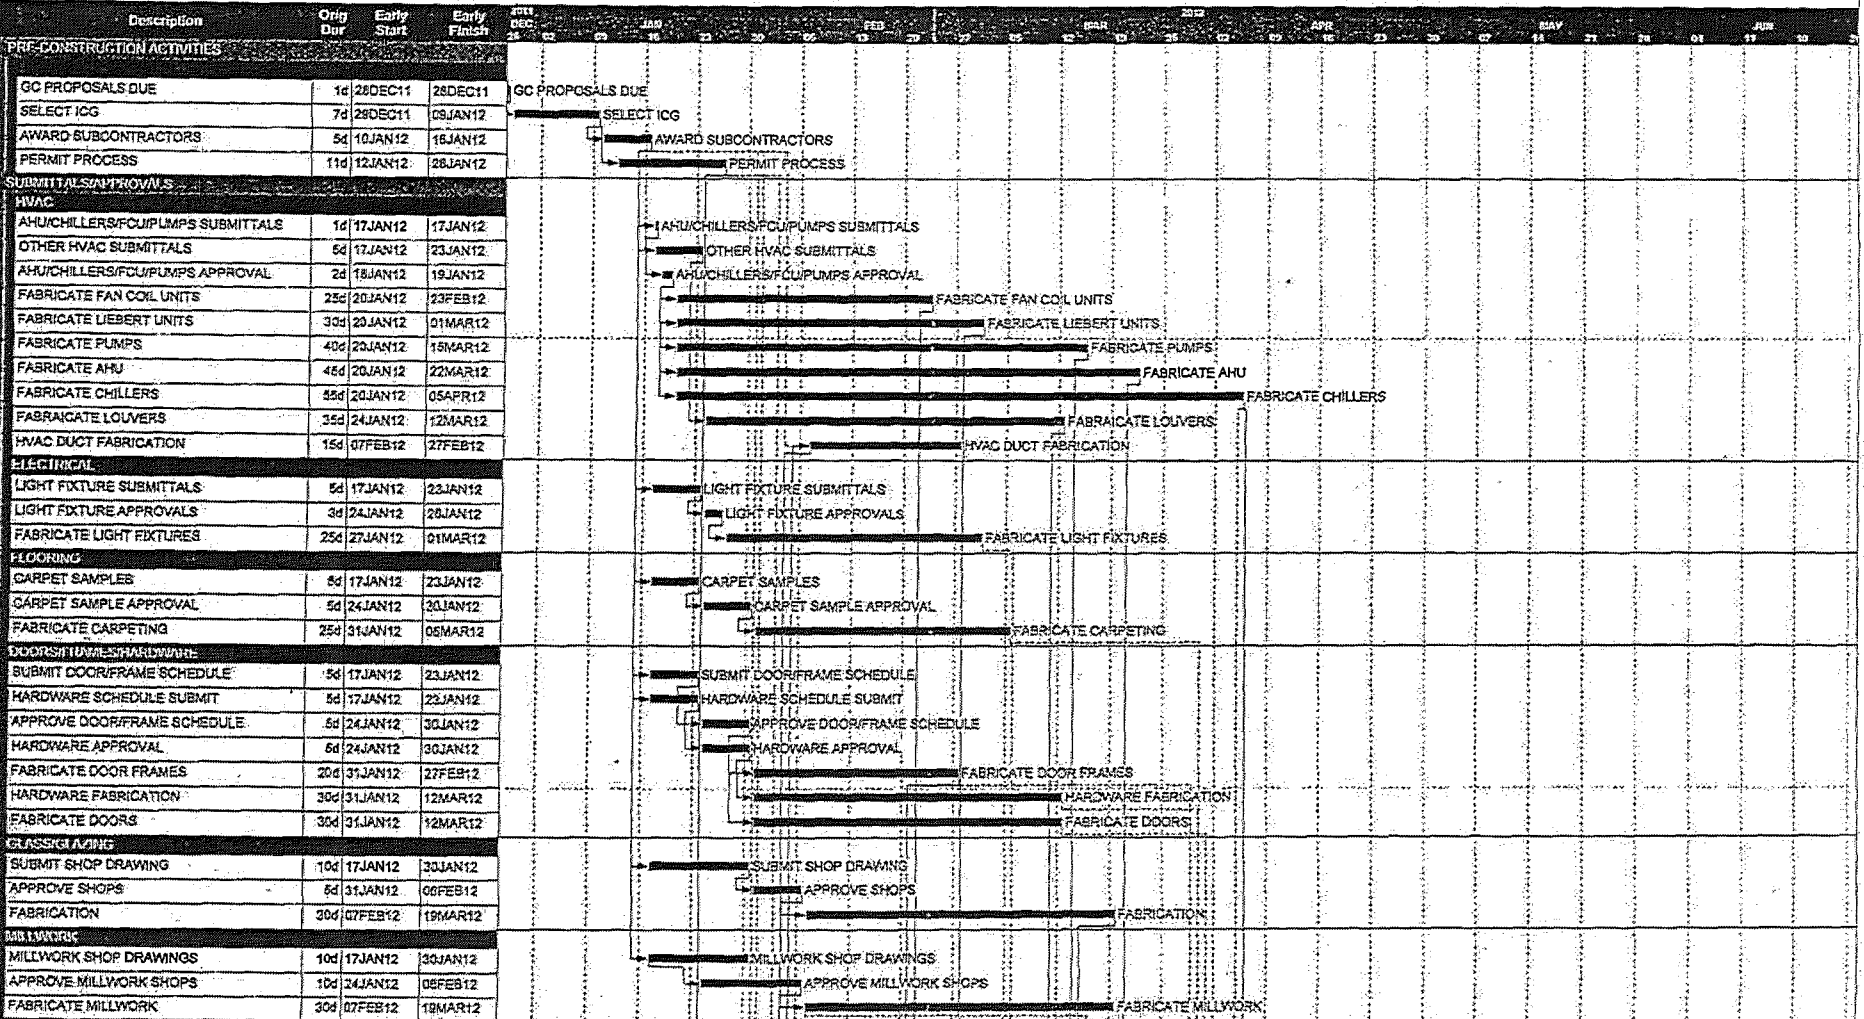 Description Orig Dur Early Start Early Finish
2011 2012
DEC JAN FEB MAR APR MAY JUN
PRE-CONSTRUCTION ACTIVITIES
GC PROPOSALS DUE 1d 28DEC11 28DEC11 GC PROPOSALS DUE
SELECT ICG 7d 29DEC11 09JAN12 SELECT ICG
AWARD SUBCONTRACTORS 5d 10JAN12 16JAN12 AWARD SUBCONTRACTORS
PERMIT PROCESS 11d 12JAN12 26JAN12 PERMIT PROCESS
SUBMITTALS/APPROVALS
HVAC
AHU/CHILLERS/FCU/PUMPS SUBMITTALS 1d 17JAN12 17JAN12 AHU/CHILLERS/FCU/PUMPS SUBMITTALS
OTHER HVAC SUBMITTALS 5d 17JAN12 23JAN12 OTHER HVAC SUBMITTALS
AHU/CHILLERS/FCU/PUMPS APPROVAL 2d 18JAN12 19JAN12 AHU/CHILLERS/FCU/PUMPS APPROVAL
FABRICATE FAN COIL UNITS 25d 20JAN12 23FEB12 FABRICATE FAN COIL UNITS
FABRICATE LIEBERT UNITS 30d 20JAN12 01MAR12 FABRICATE LIEBERT UNITS
FABRICATE PUMPS 40d 20JAN12 15MAR12 FABRICATE PUMPS
FABRICATE AHU 45d 20JAN12 22MAR12 FABRICATE AHU
FABRICATE CHILLERS 55d 20JAN12 05APR12 FABRICATE CHILLERS
FABRAICATE LOUVERS 35d 24JAN12 12MAR12 FABRAICATE LOUVERS
HVAC DUCT FABRICATION 15d 07FEB12 27FEB12 HVAC DUCT FABRICATION
ELECTRICAL
LIGHT FIXTURE SUBMITTALS 5d 17JAN12 23JAN12 LIGHT FIXTURE SUBMITTALS
LIGHT FIXTURE APPROVALS 3d 24JAN12 26JAN12 LIGHT FIXTURE APPROVALS
FABRICATE LIGHT FIXTURES 25d 27JAN12 01MAR12 FABRICATE LIGHT FIXTURES
FLOORING
CARPET SAMPLES 5d 17JAN12 23JAN12 CARPET SAMPLES
CARPET SAMPLE APPROVAL 5d 24JAN12 30JAN12 CARPET SAMPLE APPROVAL
FABRICATE CARPETING 25d 31JAN12 05MAR12 FABRICATE CARPETING
DOORS/FRAMES/HARDWARE
SUBMIT DOOR/FRAME SCHEDULE 5d 17JAN12 23JAN12 SUBMIT DOOR/FRAME SCHEDULE
HARDWARE SCHEDULE SUBMIT 5d 17JAN12 23JAN12 HARDWARE SCHEDULE SUBMIT
APPROVE DOOR/FRAME SCHEDULE 5d 24JAN12 30JAN12 APPROVE DOOR/FRAME SCHEDULE
HARDWARE APPROVAL 5d 24JAN12 30JAN12 HARDWARE APPROVAL
FABRICATE DOOR FRAMES 20d 31JAN12 27FEB12 FABRICATE DOOR FRAMES
HARDWARE FABRICATION 30d 31JAN12 12MAR12 HARDWARE FABRICATION
FABRICATE DOORS 30d 31JAN12 12MAR12 FABRICATE DOORS
GLASS/GLAZING
SUBMIT SHOP DRAWING 10d 17JAN12 30JAN12 SUBMIT SHOP DRAWING
APPROVE SHOPS 5d 31JAN12 06FEB12 APPROVE SHOPS
FABRICATION 30d 07FEB12 19MAR12 FABRICATION
MILLWORK
MILLWORK SHOP DRAWINGS 10d 17JAN12 30JAN12 MILLWORK SHOP DRAWINGS
APPROVE MILLWORK SHOPS 10d 24JAN12 06FEB12 APPROVE MILLWORK SHOPS
FABRICATE MILLWORK 30d 07FEB12 19MAR12 FABRICATE MILLWORK